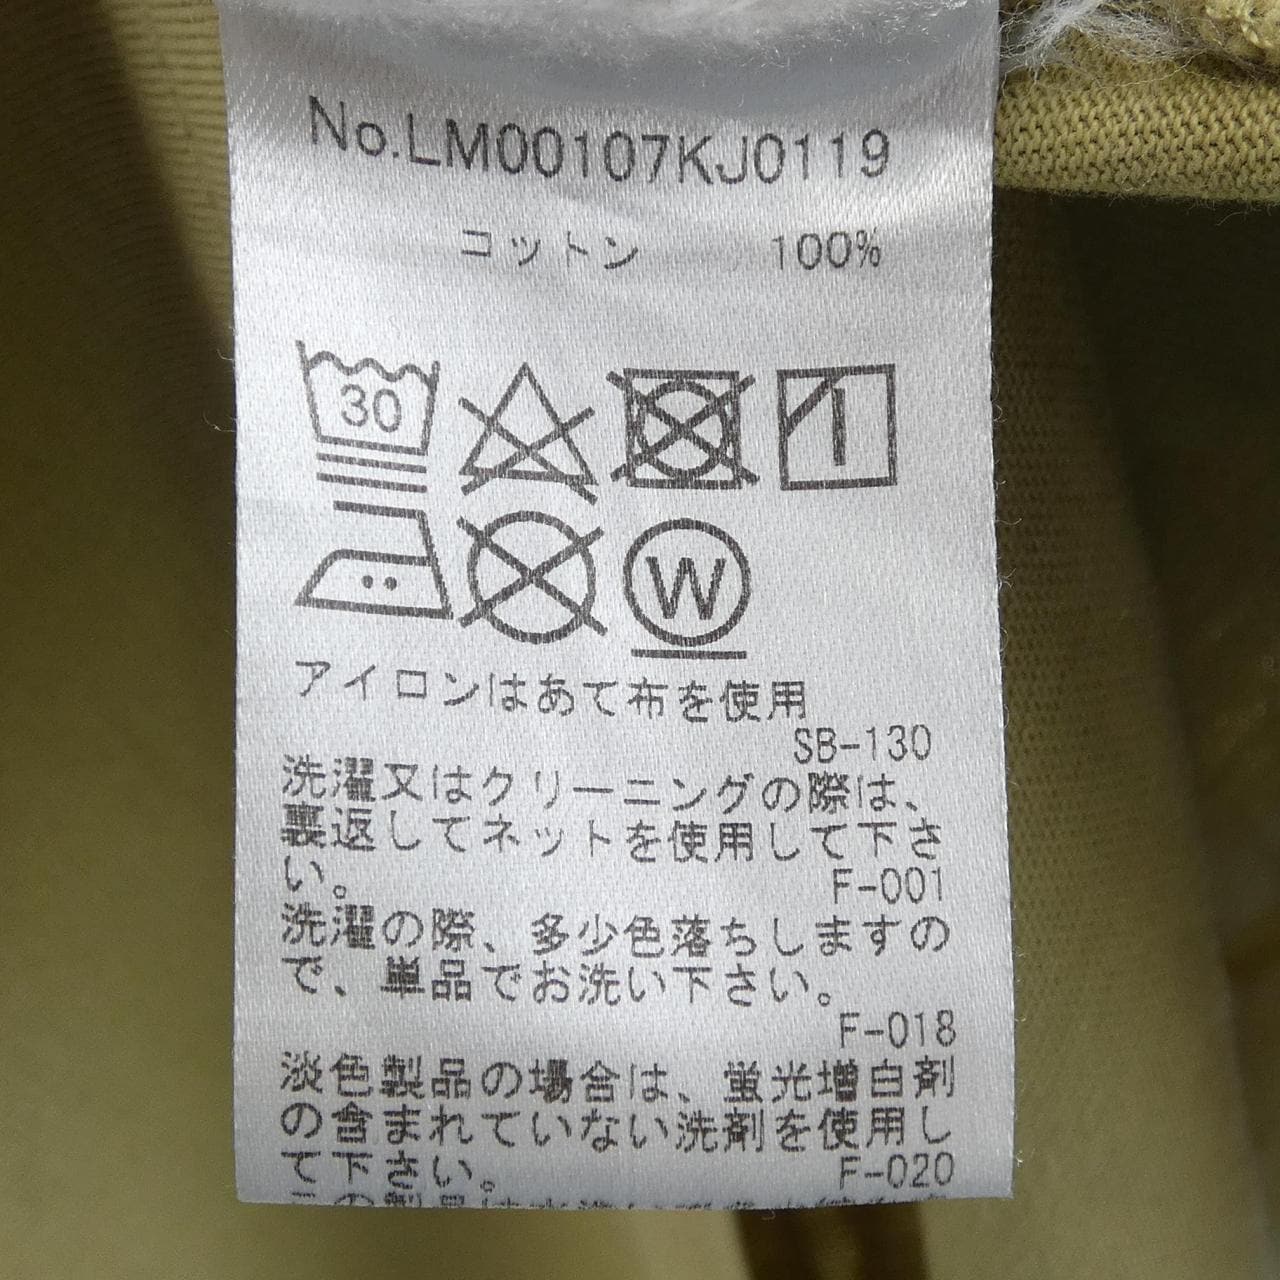 No.LM00107KJ0119
コットン 100%
30
W
アイロンはあて布を使用
SB-130
洗濯又はクリーニングの際は、
裏返してネットを使用して下さ
い。 F-001
洗濯の際、多少色落ちしますの
で、単品でお洗い下さい。
F-018
淡色製品の場合は、蛍光増白剤
の含まれていない洗剤を使用し
て下さい。 F-020